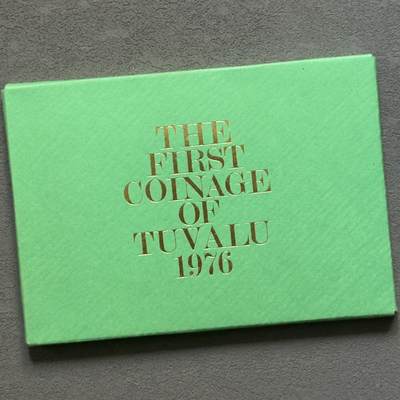 THE
FIRST
COINAGE
OF
TUVALU
1976